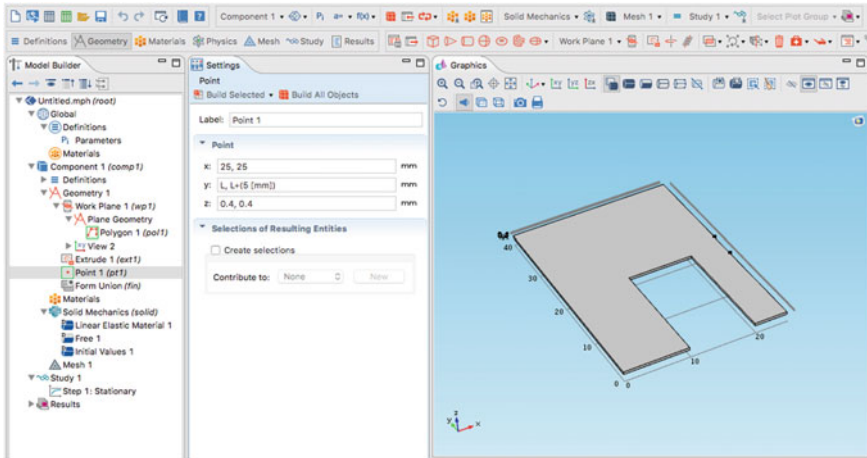 Component 1
Pi
a=
f(x)
Solid Mechanics
Mesh 1
Study 1
Select Plot Group
Definitions
Geometry
Materials
Physics
Mesh
Study
Results
Work Plane 1
Model Builder
Untitled.mph (root)
Global
Definitions
Pi Parameters
Materials
Component 1 (comp1)
Definitions
Geometry 1
Work Plane 1 (wp1)
Plane Geometry
Polygon 1 (pol1)
View 2
Extrude 1 (ext1)
Point 1 (pt1)
Form Union (fin)
Materials
Solid Mechanics (solid)
Linear Elastic Material 1
Free 1
Initial Values 1
Mesh 1
Study 1
Step 1: Stationary
Results
Settings
Point
Build Selected
Build All Objects
Label: Point 1
Point
x: 25, 25 mm
y: L, L+(5 [mm]) mm
z: 0.4, 0.4 mm
Selections of Resulting Entities
Create selections
Contribute to: None New
Graphics
40
30
20
10
0 0
10
20
z
y
x